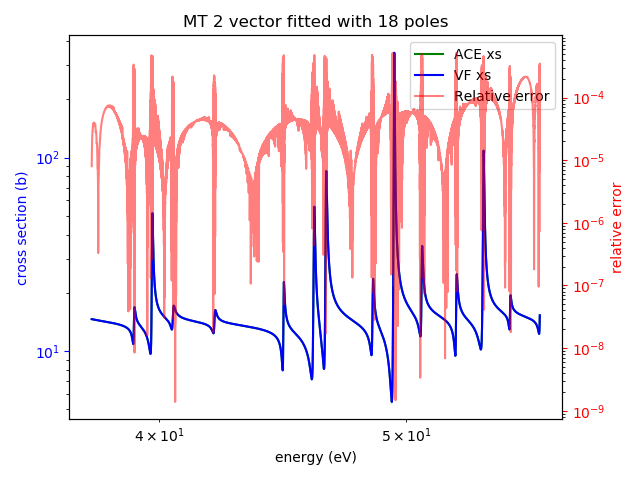 MT 2 vector fitted with 18 poles
ACE xs
VF xs
Relative error
cross section (b)
10²
10¹
relative error
10⁻⁴
10⁻⁵
10⁻⁶
10⁻⁷
10⁻⁸
10⁻⁹
4 × 10¹
5 × 10¹
energy (eV)